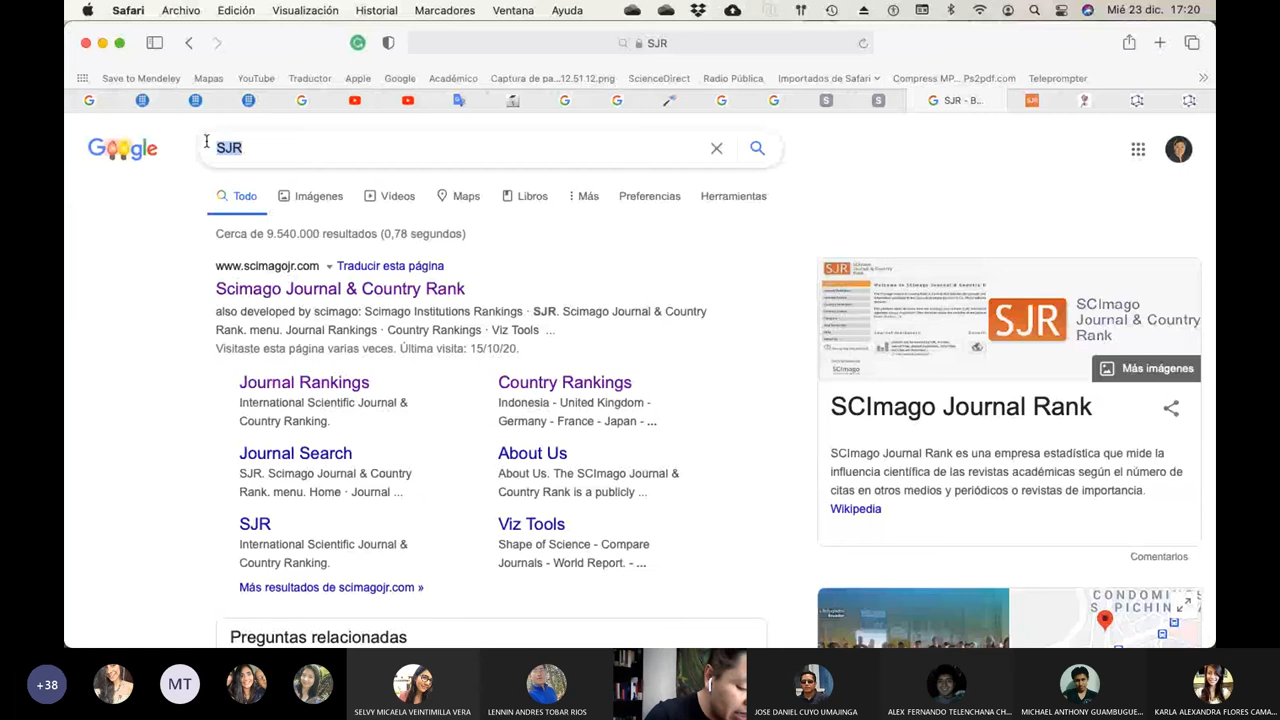 Safari Archivo Edición Visualización Historial Marcadores Ventana Ayuda Mié 23 dic. 17:20
SJR
Save to Mendeley Mapas YouTube Traductor Apple Google Académico Captura de pa...12.51.12.png ScienceDirect Radio Pública Importados de Safari Compress MP... Ps2pdf.com Teleprompter
SJR - B...
Google SJR
Todo Imágenes Vídeos Maps Libros Más Preferencias Herramientas
Cerca de 9.540.000 resultados (0,78 segundos)
www.scimagojr.com Traducir esta página
Scimago Journal & Country Rank
also developed by scimago: Scimago Institutions Rankings · SJR. Scimago Journal & Country
Rank. menu. Journal Rankings · Country Rankings · Viz Tools ...
Visitaste esta página varias veces. Última visita: 15/10/20.
Journal Rankings
International Scientific Journal &
Country Ranking.
Country Rankings
Indonesia - United Kingdom -
Germany - France - Japan - ...
Journal Search
SJR. Scimago Journal & Country
Rank. menu. Home · Journal ...
About Us
About Us. The SCImago Journal &
Country Rank is a publicly ...
SJR
International Scientific Journal &
Country Ranking.
Viz Tools
Shape of Science - Compare
Journals - World Report. - ...
Más resultados de scimagojr.com »
Preguntas relacionadas
SJR
SCImago
Journal & Country
Rank
Más imágenes
SCImago Journal Rank
SCImago Journal Rank es una empresa estadística que mide la
influencia científica de las revistas académicas según el número de
citas en otros medios y periódicos o revistas de importancia.
Wikipedia
Comentarios
CONDOMINI
S PICHIN
+38
MT
SELVY MICAELA VEINTIMILLA VERA
LENNIN ANDRES TOBAR RIOS
JOSE DANIEL CUYO UMAJINGA
ALEX FERNANDO TELENCHANA CH...
MICHAEL ANTHONY GUAMBUGUE...
KARLA ALEXANDRA FLORES CAMA...